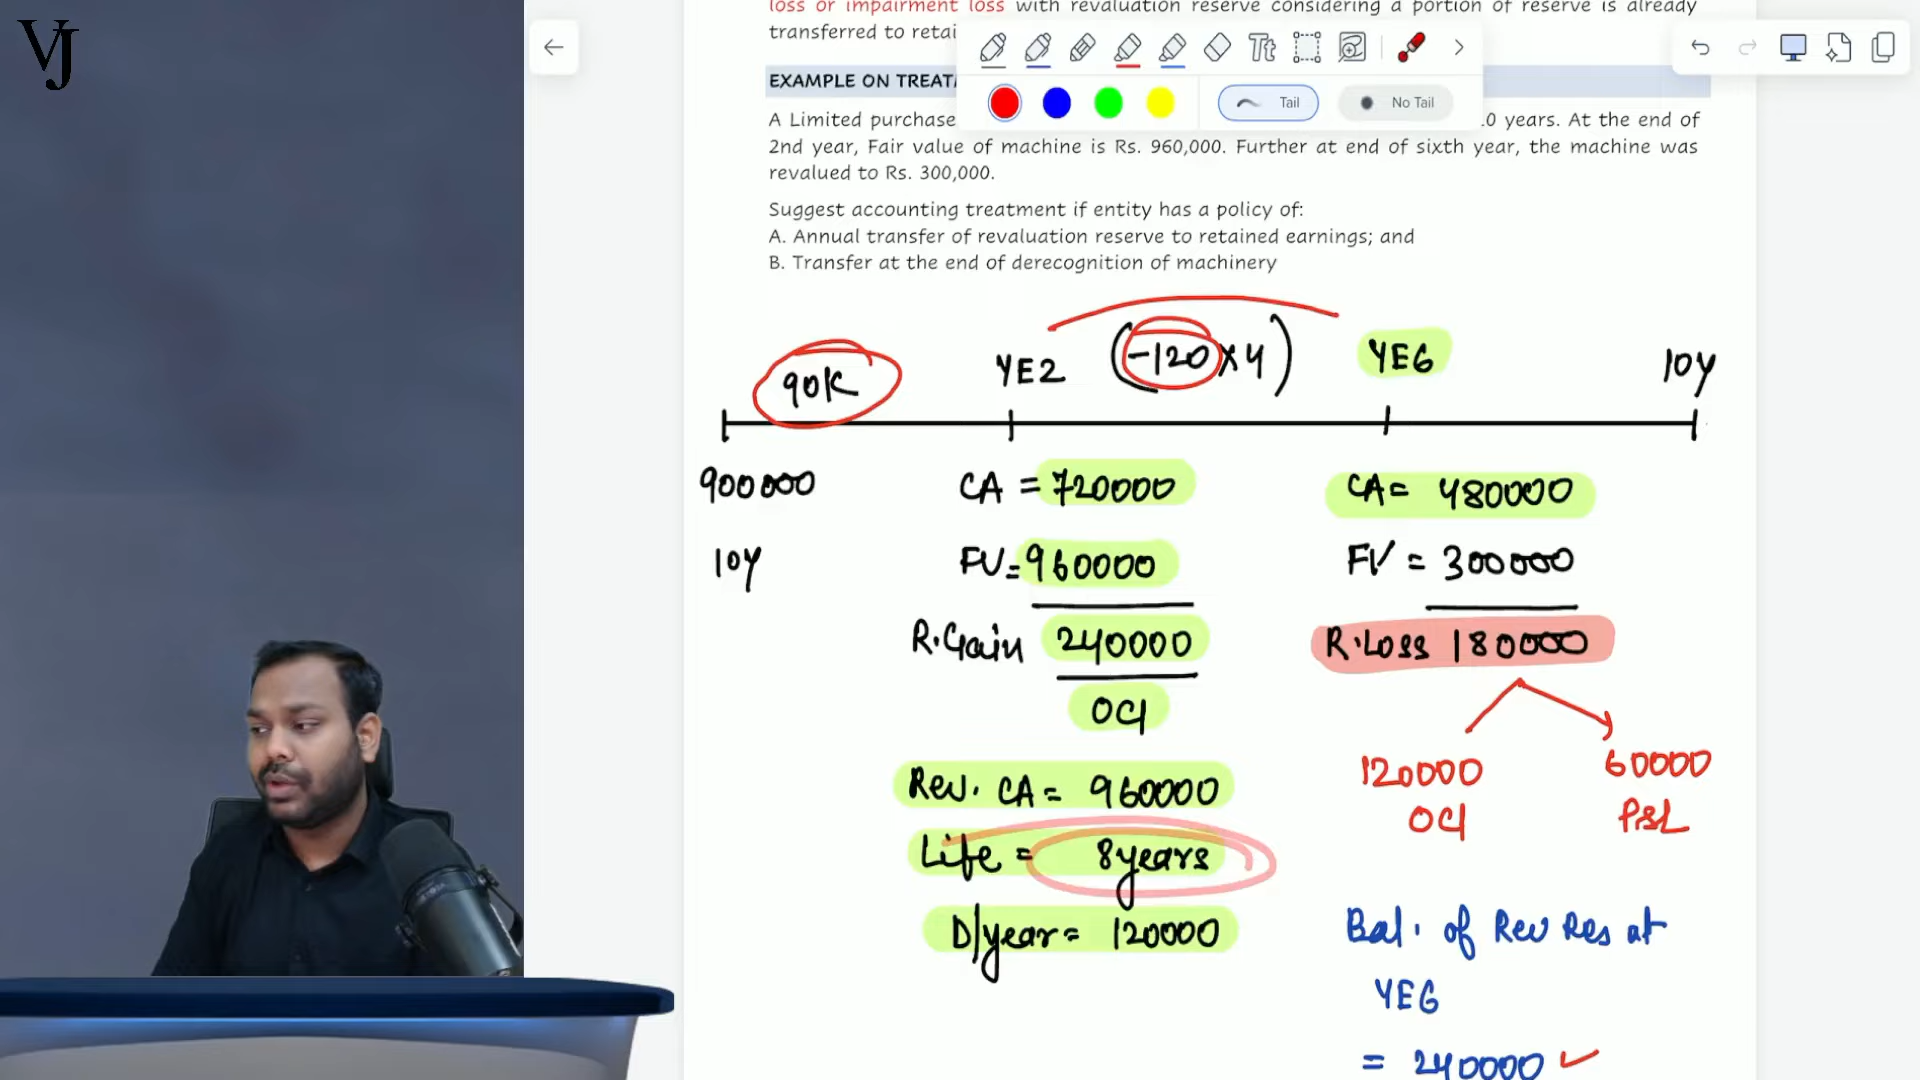 VJ
loss or impairment loss with revaluation reserve considering a portion of reserve is already
transferred to retai
EXAMPLE ON TREAT
A Limited purchase
.0 years. At the end of
2nd year, Fair value of machine is Rs. 960,000. Further at end of sixth year, the machine was
revalued to Rs. 300,000.
Tt
Tail
No Tail
Suggest accounting treatment if entity has a policy of:
A. Annual transfer of revaluation reserve to retained earnings; and
B. Transfer at the end of derecognition of machinery
90K YE2 (-120 x 4) YE6 10y
900000 CA = 720000 CA = 480000
10y FV = 960000 FV = 300000
R.Gain 240000 R.Loss 180000
OCI
120000 60000
OCI P&L
Rev. CA = 960000
Life = 8years
D/year = 120000
Bal. of Rev Res at
YE6
= 240000 ✓